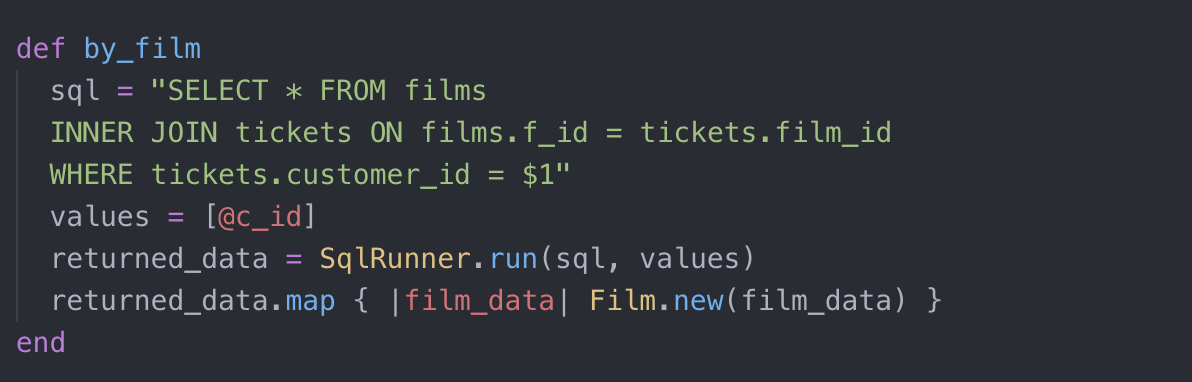 def by_film
sql = "SELECT * FROM films
INNER JOIN tickets ON films.f_id = tickets.film_id
WHERE tickets.customer_id = $1"
values = [@c_id]
returned_data = SqlRunner.run(sql, values)
returned_data.map { |film_data| Film.new(film_data) }
end